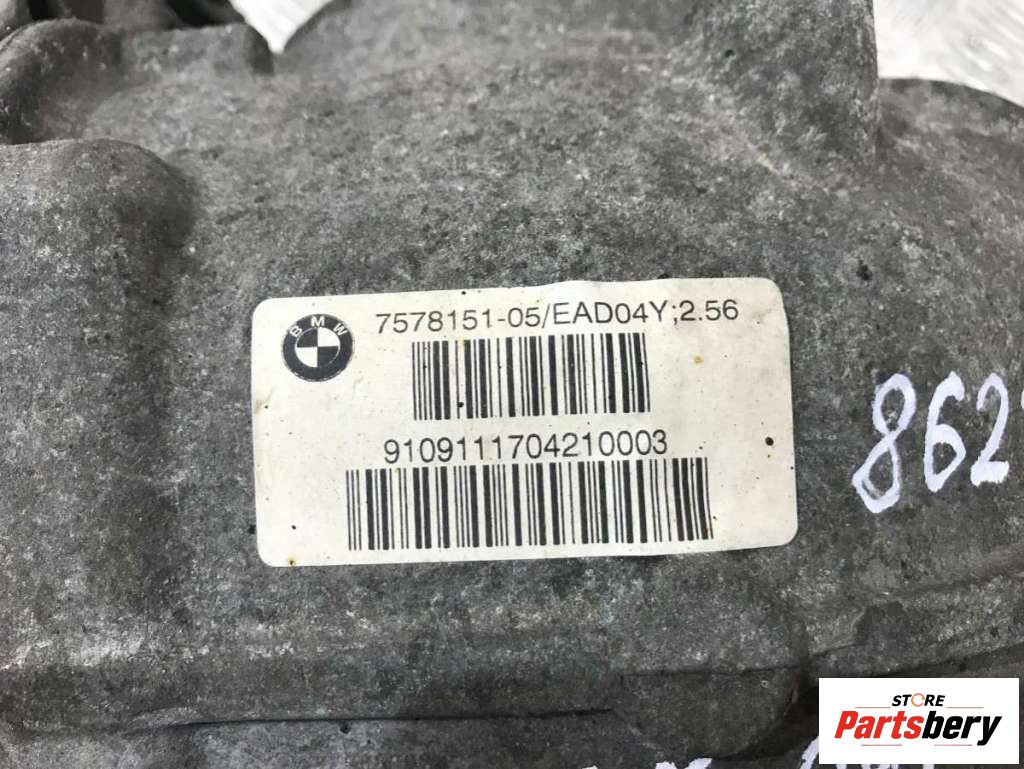 BMW
7578151-05/EAD04Y;2.56
9109111704210003
862
STORE
Partsbery